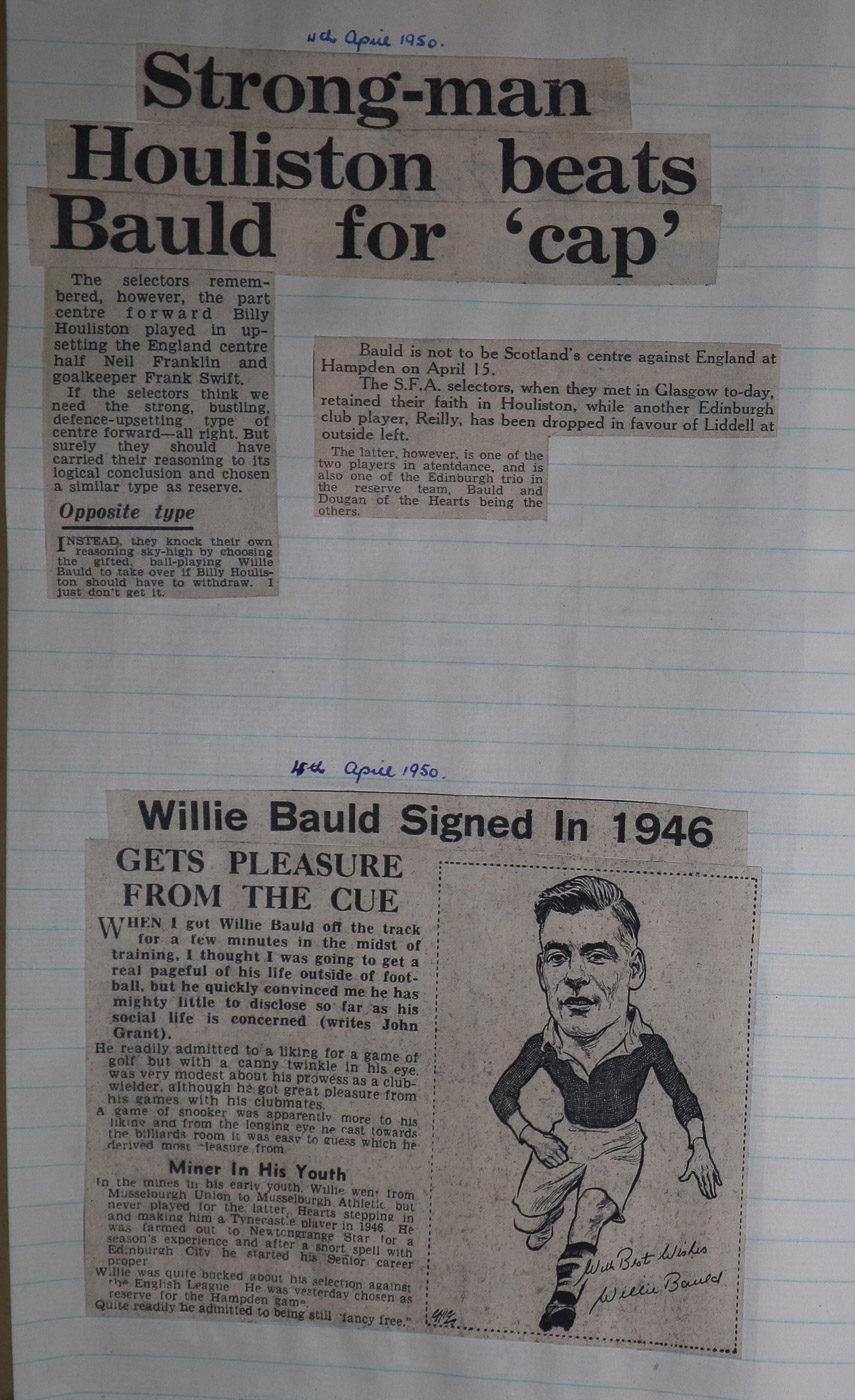 4th April 1950.
Strong-man
Houliston beats
Bauld for ‘cap’
The selectors remem-
bered, however, the part
centre forward Billy
Houliston played in up-
setting the England centre
half Neil Franklin and
goalkeeper Frank Swift.
If the selectors think we
need the strong, bustling,
defence-upsetting type of
centre forward—all right. But
surely they should have
carried their reasoning to its
logical conclusion and chosen
a similar type as reserve.
Opposite type
INSTEAD, they knock their own
reasoning sky-high by choosing
the gifted, ball-playing Willie
Bauld to take over if Billy Houlis-
ton should have to withdraw. I
just don't get it.
Bauld is not to be Scotland's centre against England at
Hampden on April 15.
The S.F.A. selectors, when they met in Glasgow to-day,
retained their faith in Houliston, while another Edinburgh
club player, Reilly, has been dropped in favour of Liddell at
outside left.
The latter, however, is one of the
two players in atentdance, and is
also one of the Edinburgh trio in
the reserve team, Bauld and
Dougan of the Hearts being the
others.
April 1950.
Willie Bauld Signed In 1946
GETS PLEASURE
FROM THE CUE
WHEN I got Willie Bauld off the track
for a few minutes in the midst of
training, I thought I was going to get a
real pageful of his life outside of foot-
ball, but he quickly convinced me he has
mighty little to disclose so far as his
social life is concerned (writes John
Grant).
He readily admitted to a liking for a game of
golf but with a canny twinkle in his eye,
was very modest about his prowess as a club-
wielder, although he got great pleasure from
his games with his clubmates.
A game of snooker was apparently more to his
liking and from the longing eye he cast towards
the billiards room it was easy to guess which he
derived most pleasure from.
Miner In His Youth
In the mines in his early youth, Willie went from
Musselburgh Union to Musselburgh Athletic but
never played for the latter, Hearts stepping in
and making him a Tynecastle player in 1946. He
was farmed out to Newtongrange Star for a
season's experience and after a short spell with
Edinburgh City he started his Senior career
proper
Willie was quite bucked about his selection against
the English League. He was yesterday chosen as
reserve for the Hampden game.
Quite readily he admitted to being still "fancy free."
With Best Wishes
Willie Bauld